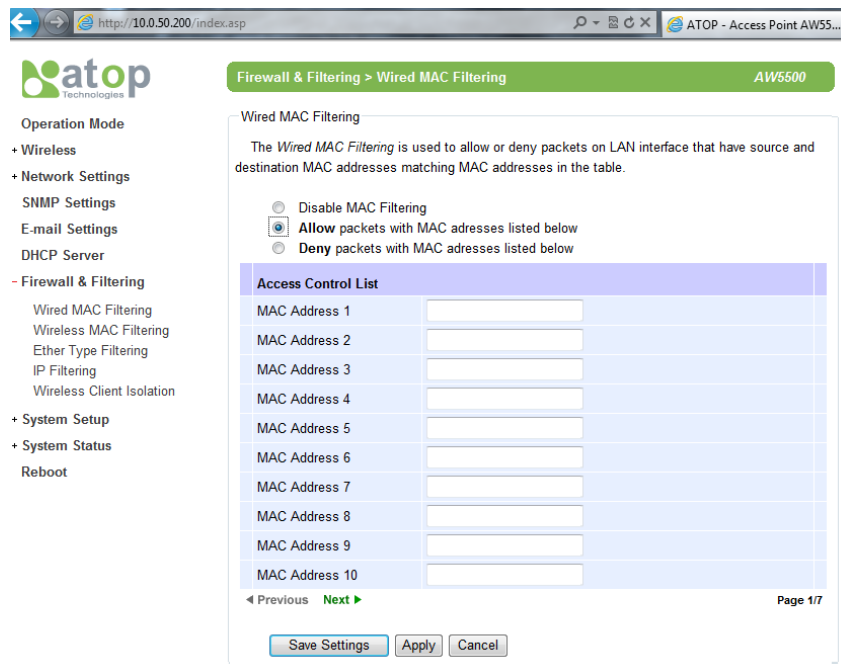 http://10.0.50.200/index.asp
ATOP - Access Point AW55...
atop
Technologies
Firewall & Filtering > Wired MAC Filtering
AW5500
Operation Mode
+ Wireless
+ Network Settings
SNMP Settings
E-mail Settings
DHCP Server
- Firewall & Filtering
Wired MAC Filtering
Wireless MAC Filtering
Ether Type Filtering
IP Filtering
Wireless Client Isolation
+ System Setup
+ System Status
Reboot
Wired MAC Filtering
The Wired MAC Filtering is used to allow or deny packets on LAN interface that have source and
destination MAC addresses matching MAC addresses in the table.
Disable MAC Filtering
Allow packets with MAC adresses listed below
Deny packets with MAC adresses listed below
Access Control List
MAC Address 1
MAC Address 2
MAC Address 3
MAC Address 4
MAC Address 5
MAC Address 6
MAC Address 7
MAC Address 8
MAC Address 9
MAC Address 10
Previous Next
Page 1/7
Save Settings Apply Cancel